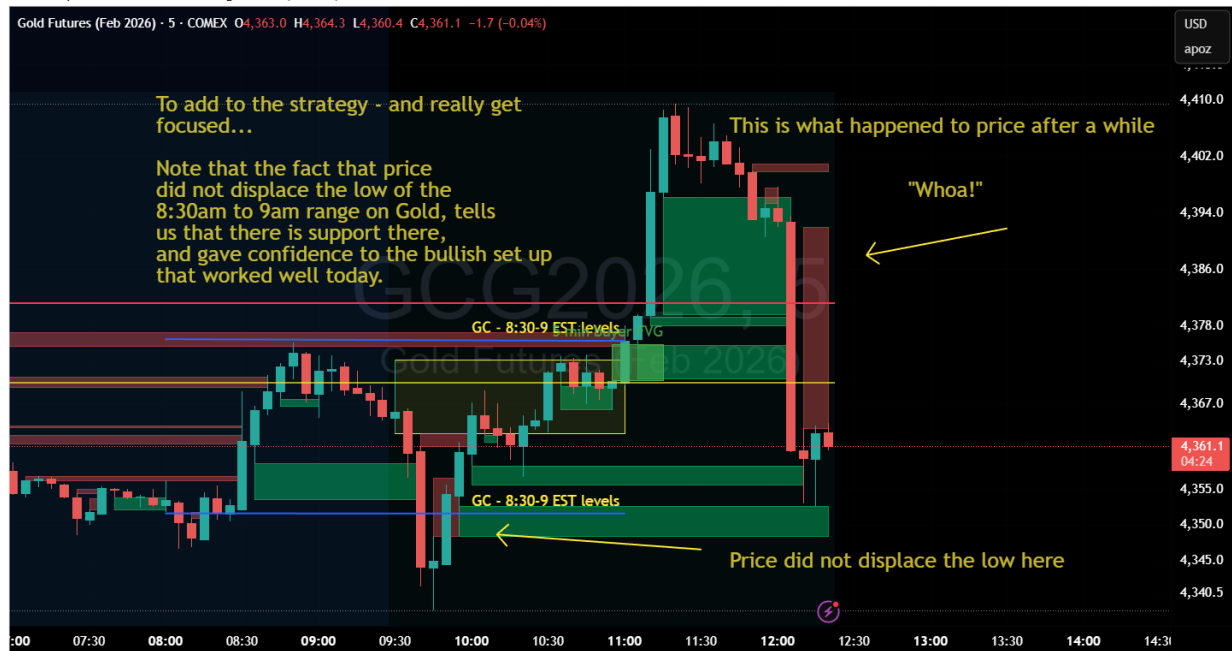 Gold Futures (Feb 2026) · 5 · COMEX O4,363.0 H4,364.3 L4,360.4 C4,361.1 −1.7 (−0.04%)
USD
apoz
4,410.0
To add to the strategy - and really get
focused...
This is what happened to price after a while
4,402.0
Note that the fact that price
did not displace the low of the
8:30am to 9am range on Gold, tells
us that there is support there,
and gave confidence to the bullish set up
that worked well today.
"Whoa!"
4,394.0
4,386.0
GCG2026, 5
Gold Futures (Feb 2026)
4,378.0
GC - 8:30-9 EST levels
4,373.0
4,367.0
4,361.1
04:24
4,355.0
GC - 8:30-9 EST levels
4,350.0
Price did not displace the low here
4,345.0
4,340.5
:00 07:30 08:00 08:30 09:00 09:30 10:00 10:30 11:00 11:30 12:00 12:30 13:00 13:30 14:00 14:3